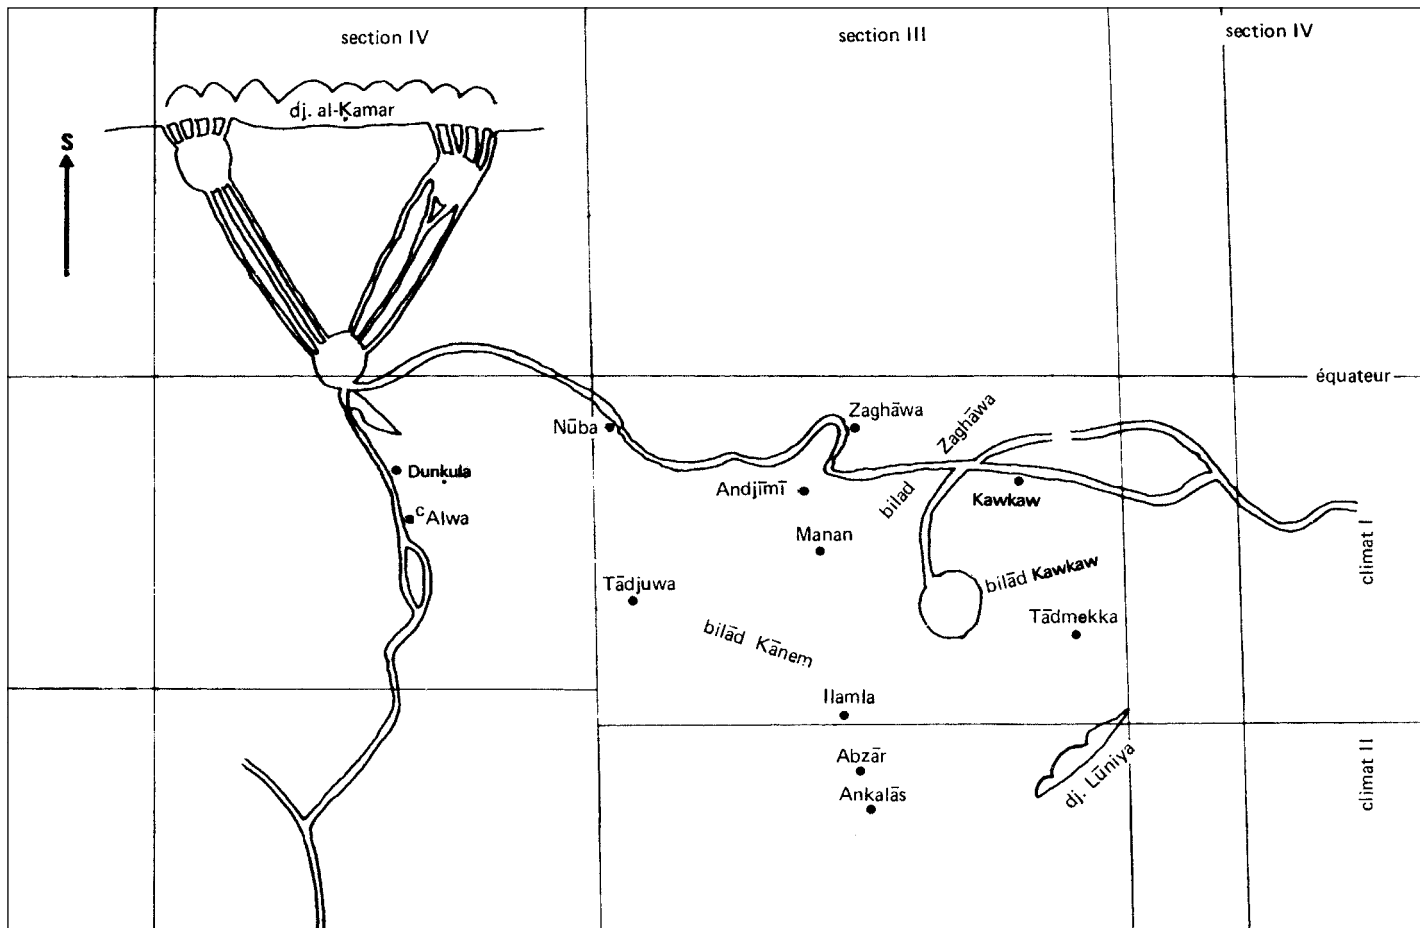 section IV
section III
section IV
dj. al-Ḳamar
S
équateur
Nūba
Zaghāwa
bilad Zaghāwa
Dunḳula
Andjīmī
Kawkaw
cAlwa
Manan
climat I
Tādjuwa
bilād Kawkaw
Tādmekka
bilād Kānem
Ilamla
Abzār
dj. Lūniya
climat II
Ankalās